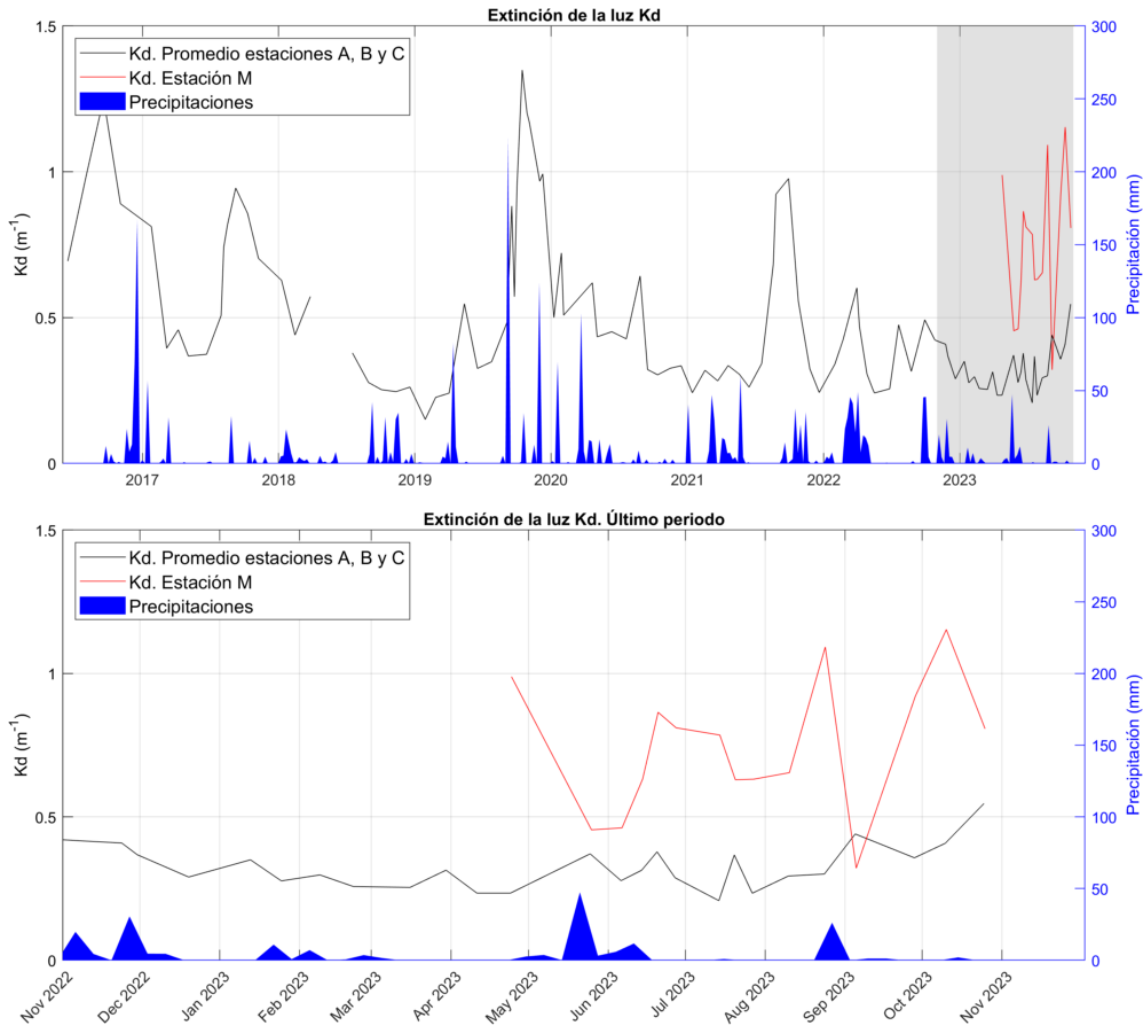 Extinción de la luz Kd
Kd. Promedio estaciones A, B y C
Kd. Estación M
Precipitaciones
Kd (m-1)
1.5
1
0.5
0
Precipitación (mm)
300
250
200
150
100
50
0
2017 2018 2019 2020 2021 2022 2023
Extinción de la luz Kd. Último periodo
Kd. Promedio estaciones A, B y C
Kd. Estación M
Precipitaciones
Kd (m-1)
1.5
1
0.5
0
Precipitación (mm)
300
250
200
150
100
50
0
Nov 2022 Dec 2022 Jan 2023 Feb 2023 Mar 2023 Apr 2023 May 2023 Jun 2023 Jul 2023 Aug 2023 Sep 2023 Oct 2023 Nov 2023